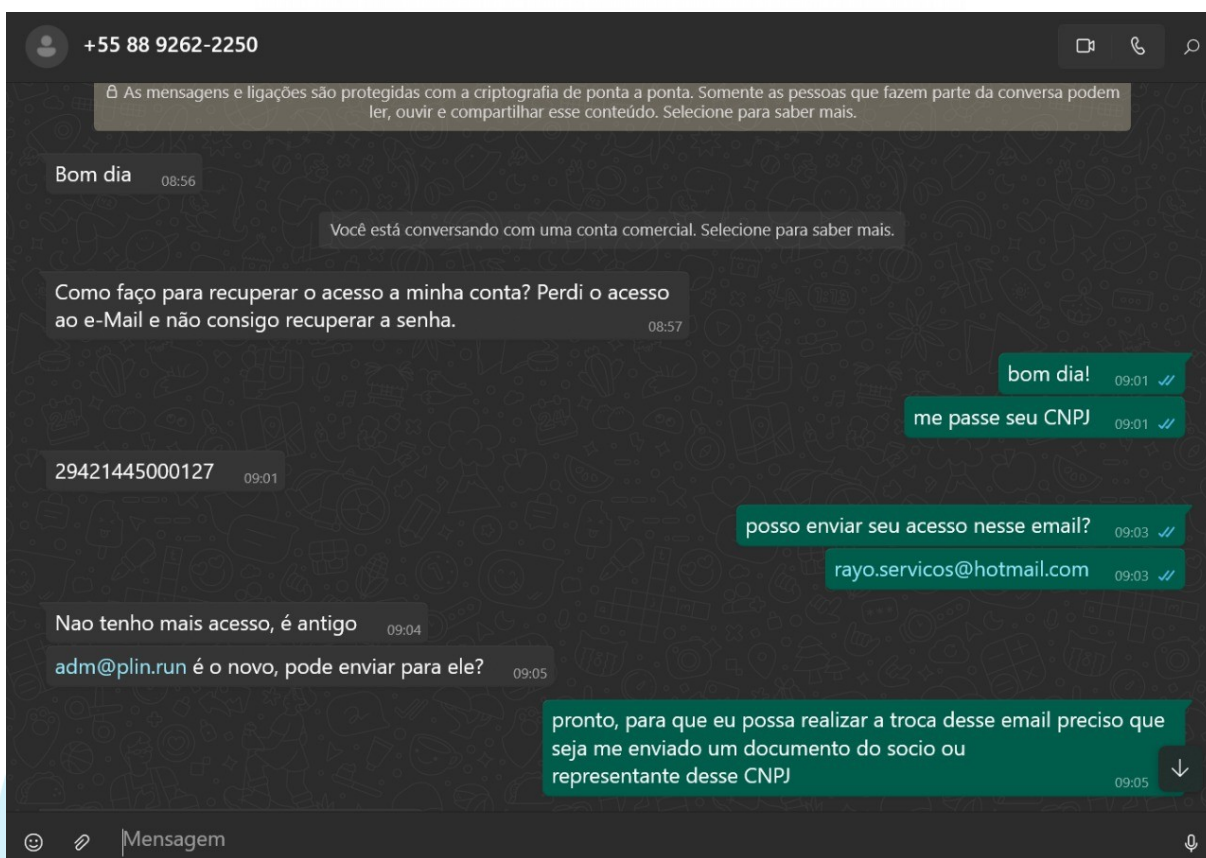 +55 88 9262-2250
As mensagens e ligações são protegidas com a criptografia de ponta a ponta. Somente as pessoas que fazem parte da conversa podem
ler, ouvir e compartilhar esse conteúdo. Selecione para saber mais.
Bom dia 08:56
Você está conversando com uma conta comercial. Selecione para saber mais.
Como faço para recuperar o acesso a minha conta? Perdi o acesso
ao e-Mail e não consigo recuperar a senha. 08:57
bom dia! 09:01
me passe seu CNPJ 09:01
29421445000127 09:01
posso enviar seu acesso nesse email? 09:03
rayo.servicos@hotmail.com 09:03
Nao tenho mais acesso, é antigo 09:04
adm@plin.run é o novo, pode enviar para ele? 09:05
pronto, para que eu possa realizar a troca desse email preciso que
seja me enviado um documento do socio ou
representante desse CNPJ 09:05
Mensagem